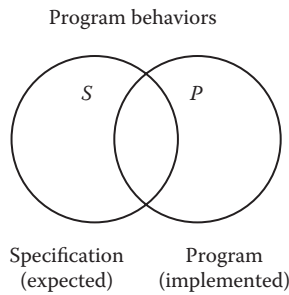 Program behaviors
S
P
Specification
(expected)
Program
(implemented)